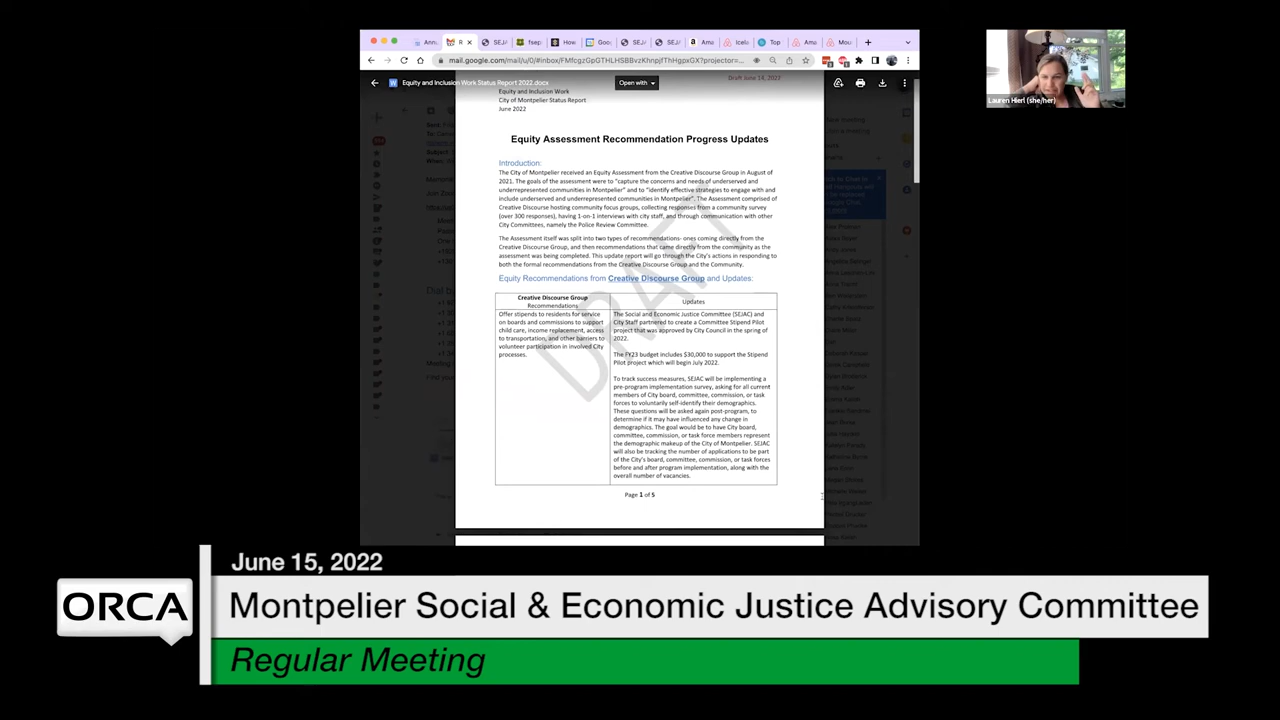 Annu
R
SEJA
fsep
How
Goog
SEJA
SEJA
Ama
Icela
Top
Ama
Mou
Equity and Inclusion Work Status Report 2022.docx
Open with
Draft June 14, 2022
Equity and Inclusion Work
City of Montpelier Status Report
June 2022
Equity Assessment Recommendation Progress Updates
Introduction:
The City of Montpelier received an Equity Assessment from the Creative Discourse Group in August of
2021. The goals of the assessment were to "capture the concerns and needs of underserved and
underrepresented communities in Montpelier" and to "identify effective strategies to engage with and
include underserved and underrepresented communities in Montpelier". The Assessment comprised of
Creative Discourse hosting community focus groups, collecting responses from a community survey
(over 300 responses), having 1-on-1 interviews with city staff, and through communication with other
City Committees, namely the Police Review Committee.
The Assessment itself was split into two types of recommendations- ones coming directly from the
Creative Discourse Group, and then recommendations that came directly from the community as the
assessment was being completed. This update report will go through the City's actions in responding to
both the formal recommendations from the Creative Discourse Group and the Community.
Equity Recommendations from Creative Discourse Group and Updates:
Creative Discourse Group
Recommendations
Offer stipends to residents for service
on boards and commissions to support
child care, income replacement, access
to transportation, and other barriers to
volunteer participation in involved City
processes.
Updates
The Social and Economic Justice Committee (SEJAC) and
City Staff partnered to create a Committee Stipend Pilot
project that was approved by City Council in the spring of
2022.
The FY23 budget includes $30,000 to support the Stipend
Pilot project which will begin July 2022.
To track success measures, SEJAC will be implementing a
pre-program implementation survey, asking for all current
members of City board, committee, commission, or task
forces to voluntarily self-identify their demographics.
These questions will be asked again post-program, to
determine if it may have influenced any change in
demographics. The goal would be to have City board,
committee, commission, or task force members represent
the demographic makeup of the City of Montpelier. SEJAC
will also be tracking the number of applications to be part
of the City's board, committee, commission, or task forces
before and after program implementation, along with the
overall number of vacancies.
DRAFT
Page 1 of 5
Lauren Hierl (she/her)
June 15, 2022
ORCA
Montpelier Social & Economic Justice Advisory Committee
Regular Meeting